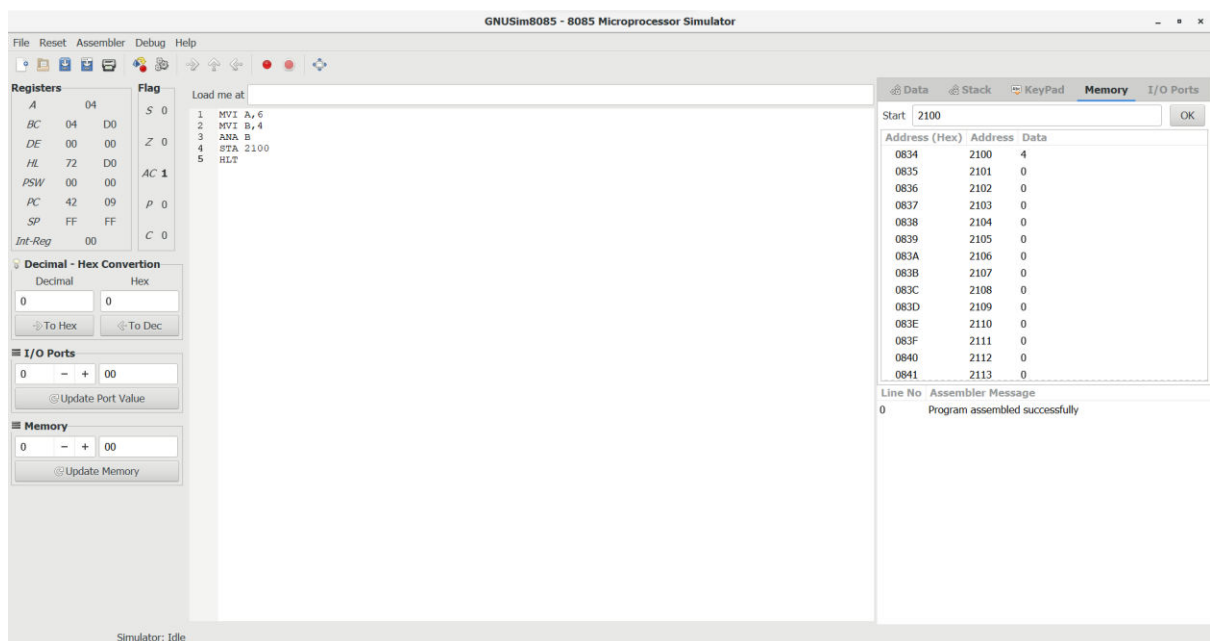 GNUSim8085 - 8085 Microprocessor Simulator
File Reset Assembler Debug Help
Registers
A 04
BC 04 D0
DE 00 00
HL 72 D0
PSW 00 00
PC 42 09
SP FF FF
Int-Reg 00
Flag
S 0
Z 0
AC 1
P 0
C 0
Decimal - Hex Convertion
Decimal Hex
0 0
To Hex To Dec
I/O Ports
0 - + 00
Update Port Value
Memory
0 - + 00
Update Memory
Load me at
1 MVI A,6
2 MVI B,4
3 ANA B
4 STA 2100
5 HLT
Data Stack KeyPad Memory I/O Ports
Start 2100 OK
Address (Hex) Address Data
0834 2100 4
0835 2101 0
0836 2102 0
0837 2103 0
0838 2104 0
0839 2105 0
083A 2106 0
083B 2107 0
083C 2108 0
083D 2109 0
083E 2110 0
083F 2111 0
0840 2112 0
0841 2113 0
Line No Assembler Message
0 Program assembled successfully
Simulator: Idle